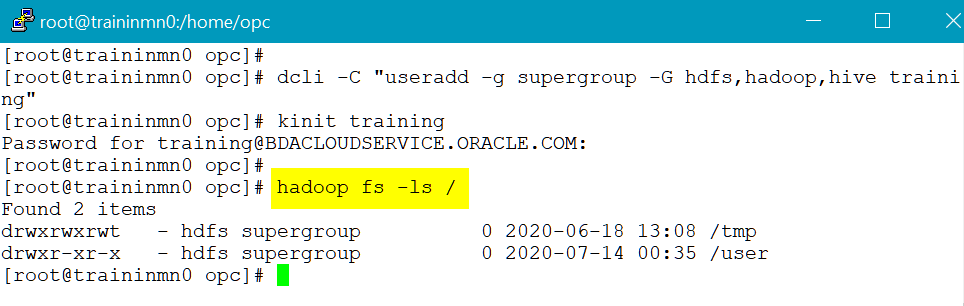 root@traininmn0:/home/opc
[root@traininmn0 opc]#
[root@traininmn0 opc]# dcli -C "useradd -g supergroup -G hdfs,hadoop,hive traini
ng"
[root@traininmn0 opc]# kinit training
Password for training@BDACLOUDSERVICE.ORACLE.COM:
[root@traininmn0 opc]#
[root@traininmn0 opc]# hadoop fs -ls /
Found 2 items
drwxrwxrwt   - hdfs supergroup          0 2020-06-18 13:08 /tmp
drwxr-xr-x   - hdfs supergroup          0 2020-07-14 00:35 /user
[root@traininmn0 opc]#